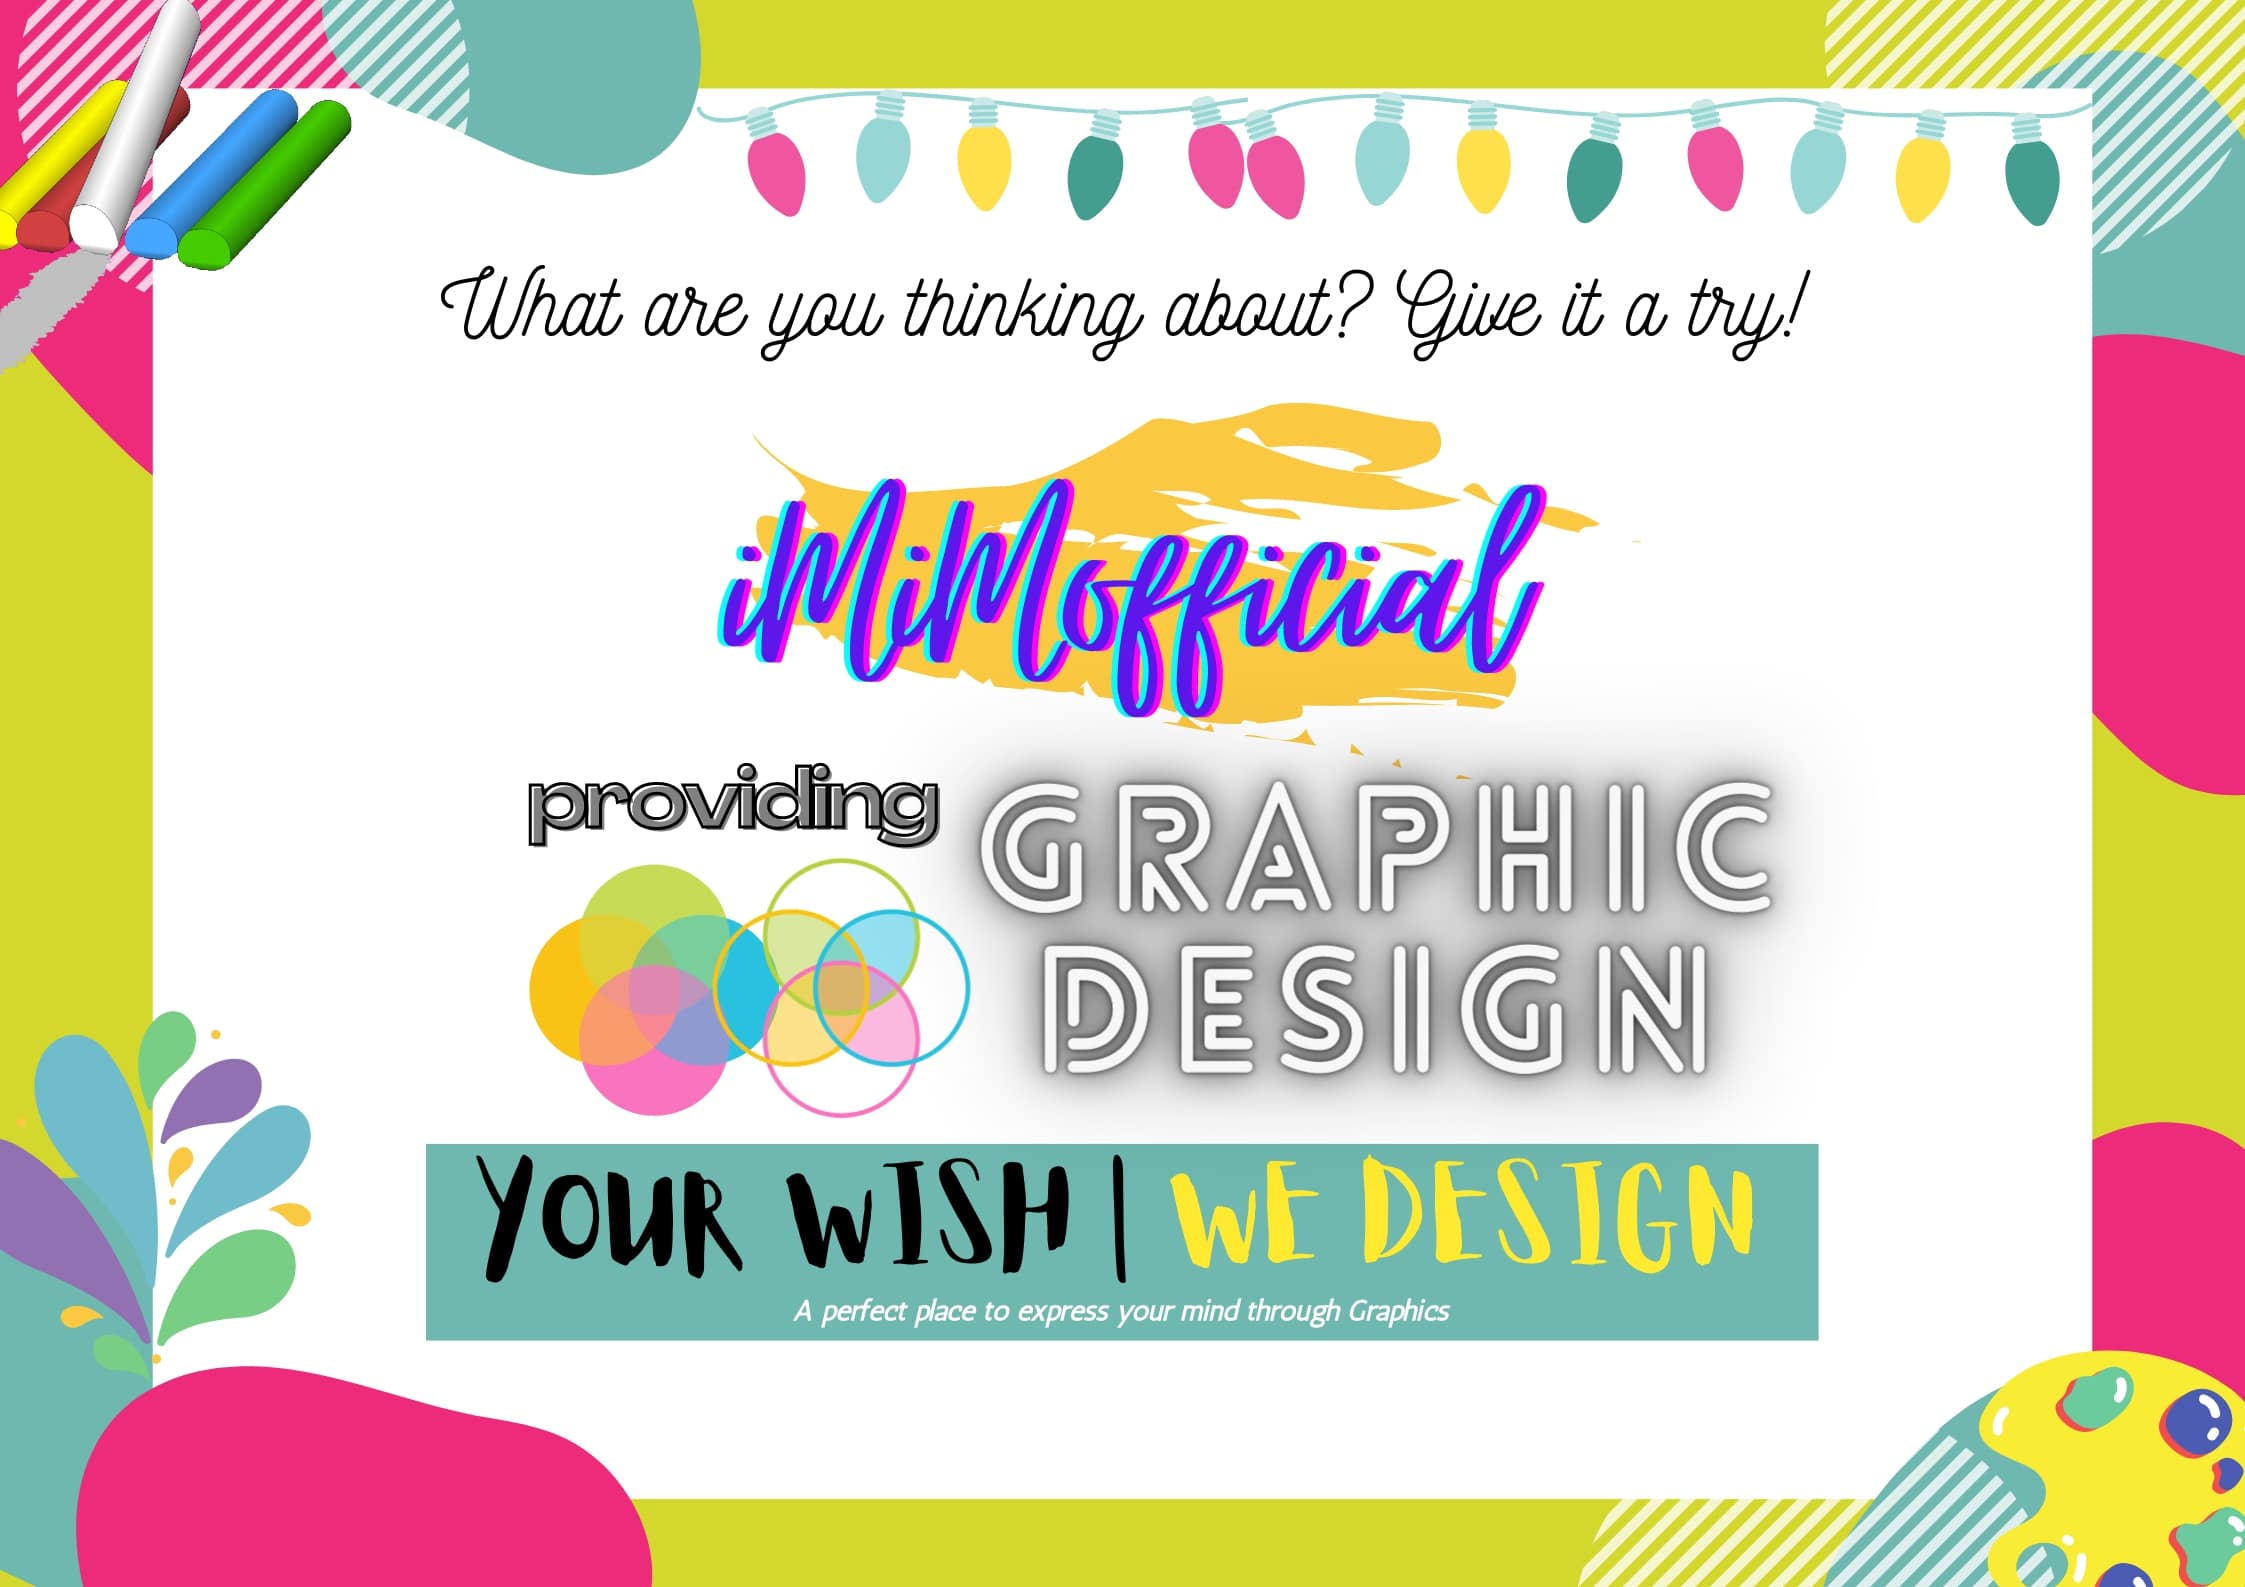 What are you thinking about? Give it a try!
iMiMofficial
providing
GRAPHIC
DESIGN
YOUR WISH | WE DESIGN
A perfect place to express your mind through Graphics